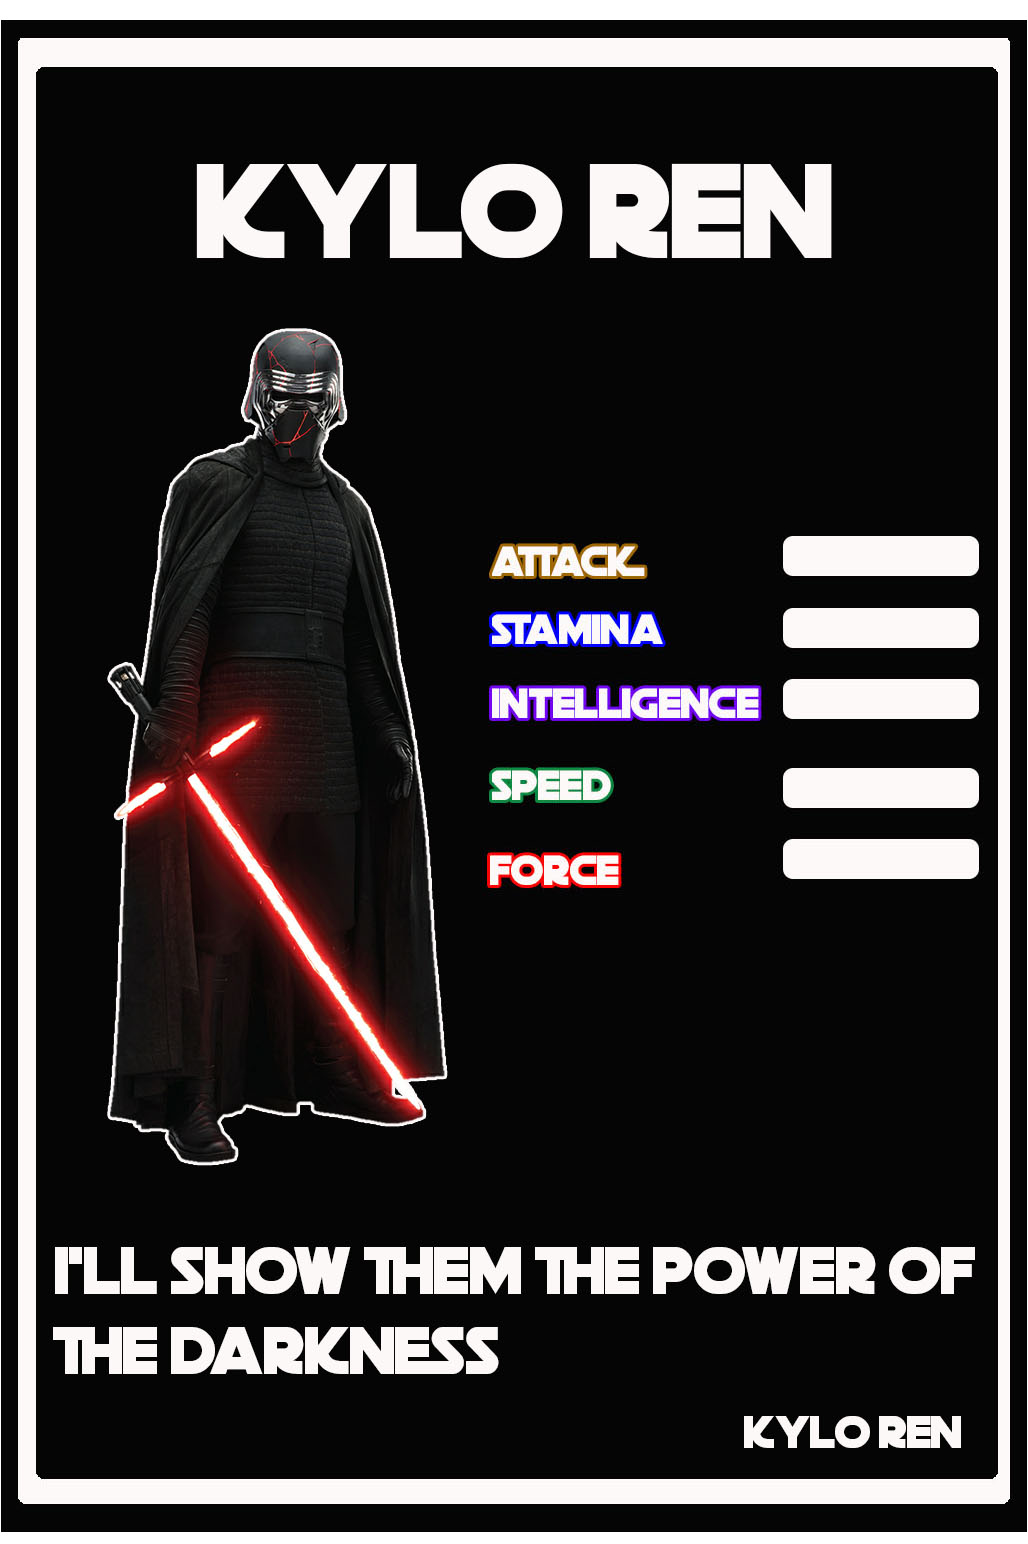 KYLO REN
ATTACK
STAMINA
INTELLIGENCE
SPEED
FORCE
I'LL SHOW THEM THE POWER OF
THE DARKNESS
KYLO REN